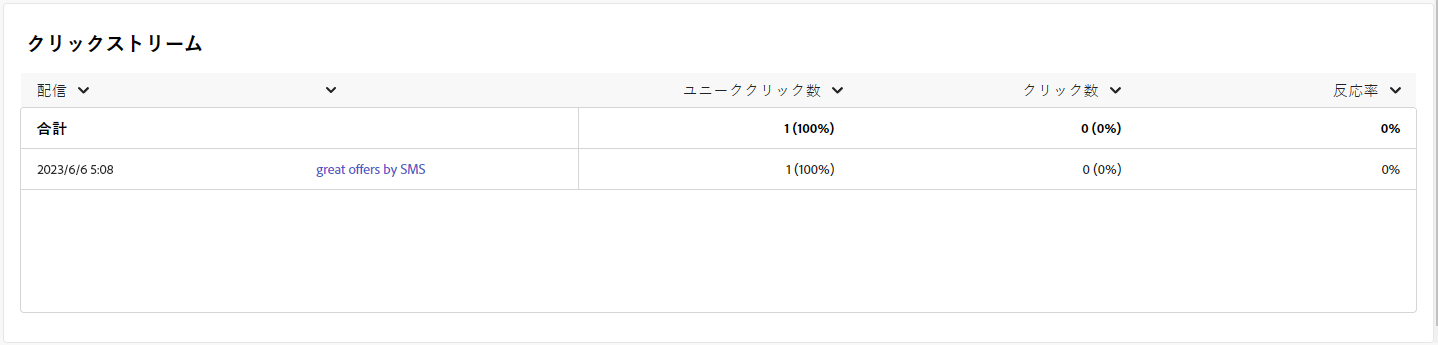 クリックストリーム
配信 ユニーククリック数 クリック数 反応率
合計 1 (100%) 0 (0%) 0%
2023/6/6 5:08 great offers by SMS 1 (100%) 0 (0%) 0%